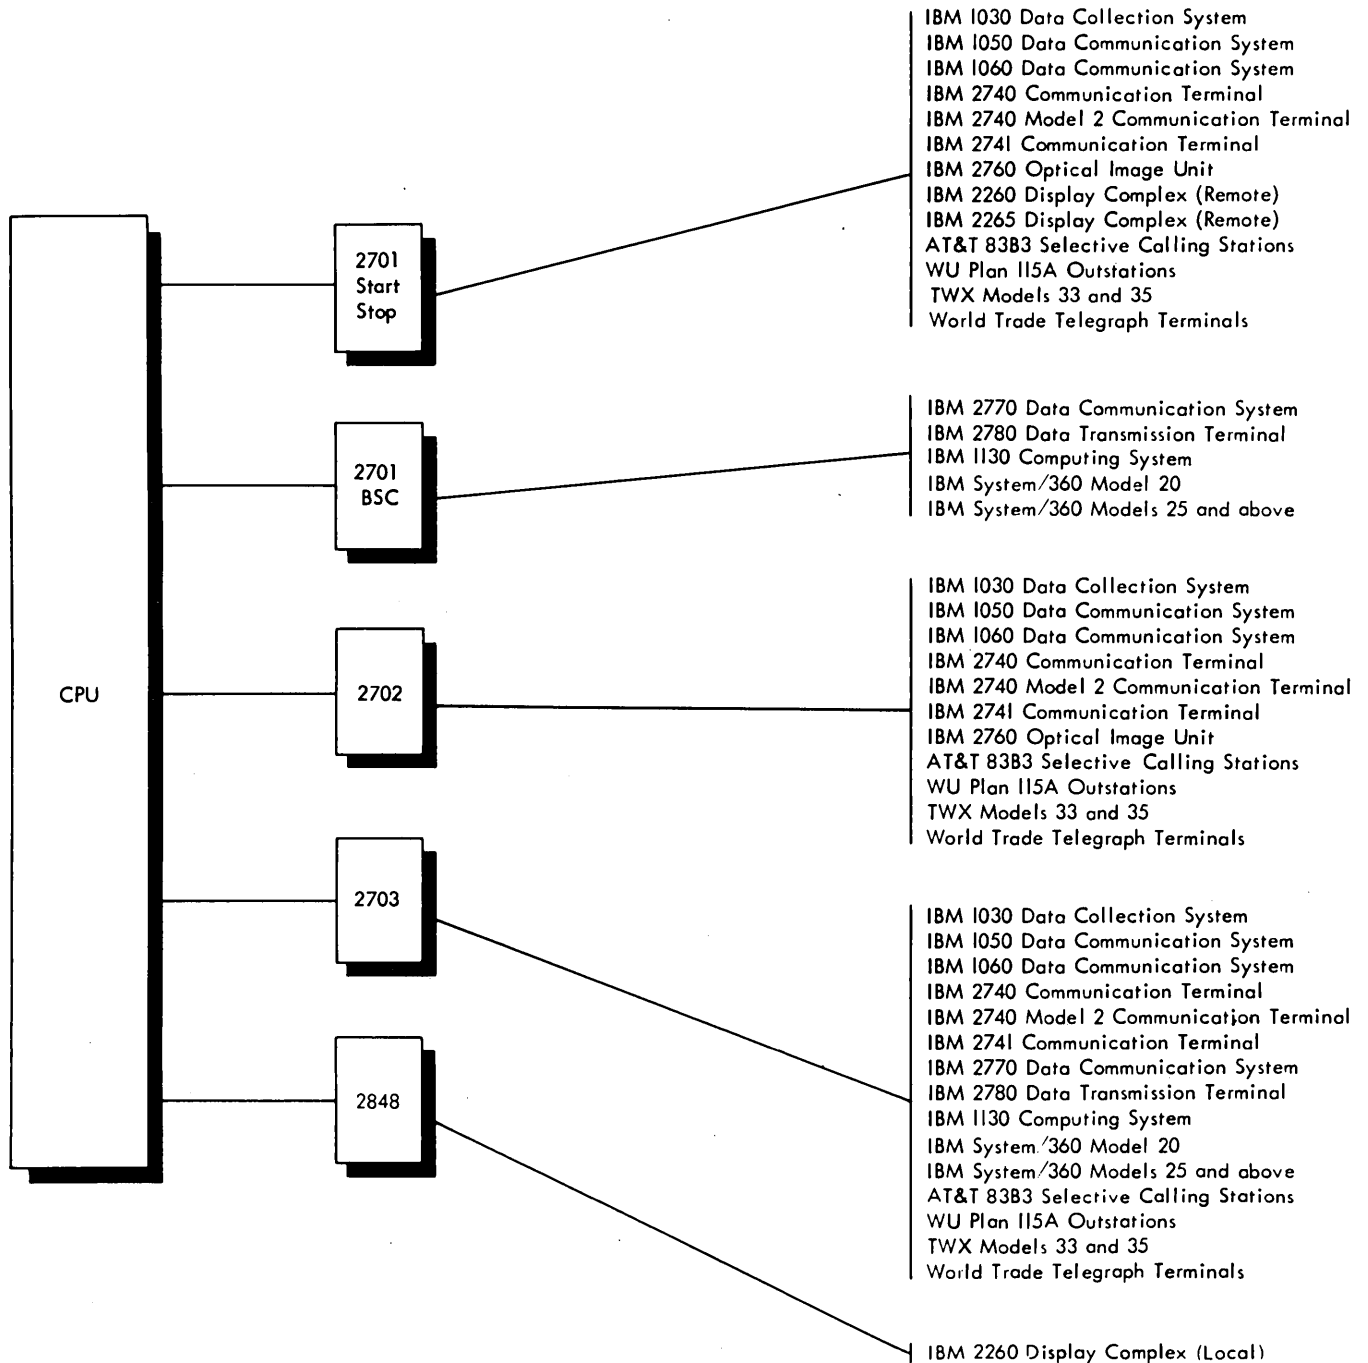 IBM 1030 Data Collection System
IBM 1050 Data Communication System
IBM 1060 Data Communication System
IBM 2740 Communication Terminal
IBM 2740 Model 2 Communication Terminal
IBM 2741 Communication Terminal
IBM 2760 Optical Image Unit
IBM 2260 Display Complex (Remote)
IBM 2265 Display Complex (Remote)
AT&T 83B3 Selective Calling Stations
WU Plan 115A Outstations
TWX Models 33 and 35
World Trade Telegraph Terminals
2701
Start
Stop
IBM 2770 Data Communication System
IBM 2780 Data Transmission Terminal
IBM 1130 Computing System
IBM System/360 Model 20
IBM System/360 Models 25 and above
2701
BSC
IBM 1030 Data Collection System
IBM 1050 Data Communication System
IBM 1060 Data Communication System
IBM 2740 Communication Terminal
IBM 2740 Model 2 Communication Terminal
IBM 2741 Communication Terminal
IBM 2760 Optical Image Unit
AT&T 83B3 Selective Calling Stations
WU Plan 115A Outstations
TWX Models 33 and 35
World Trade Telegraph Terminals
CPU
2702
2703
IBM 1030 Data Collection System
IBM 1050 Data Communication System
IBM 1060 Data Communication System
IBM 2740 Communication Terminal
IBM 2740 Model 2 Communication Terminal
IBM 2741 Communication Terminal
IBM 2770 Data Communication System
IBM 2780 Data Transmission Terminal
IBM 1130 Computing System
IBM System/360 Model 20
IBM System/360 Models 25 and above
AT&T 83B3 Selective Calling Stations
WU Plan 115A Outstations
TWX Models 33 and 35
World Trade Telegraph Terminals
2848
IBM 2260 Display Complex (Local)